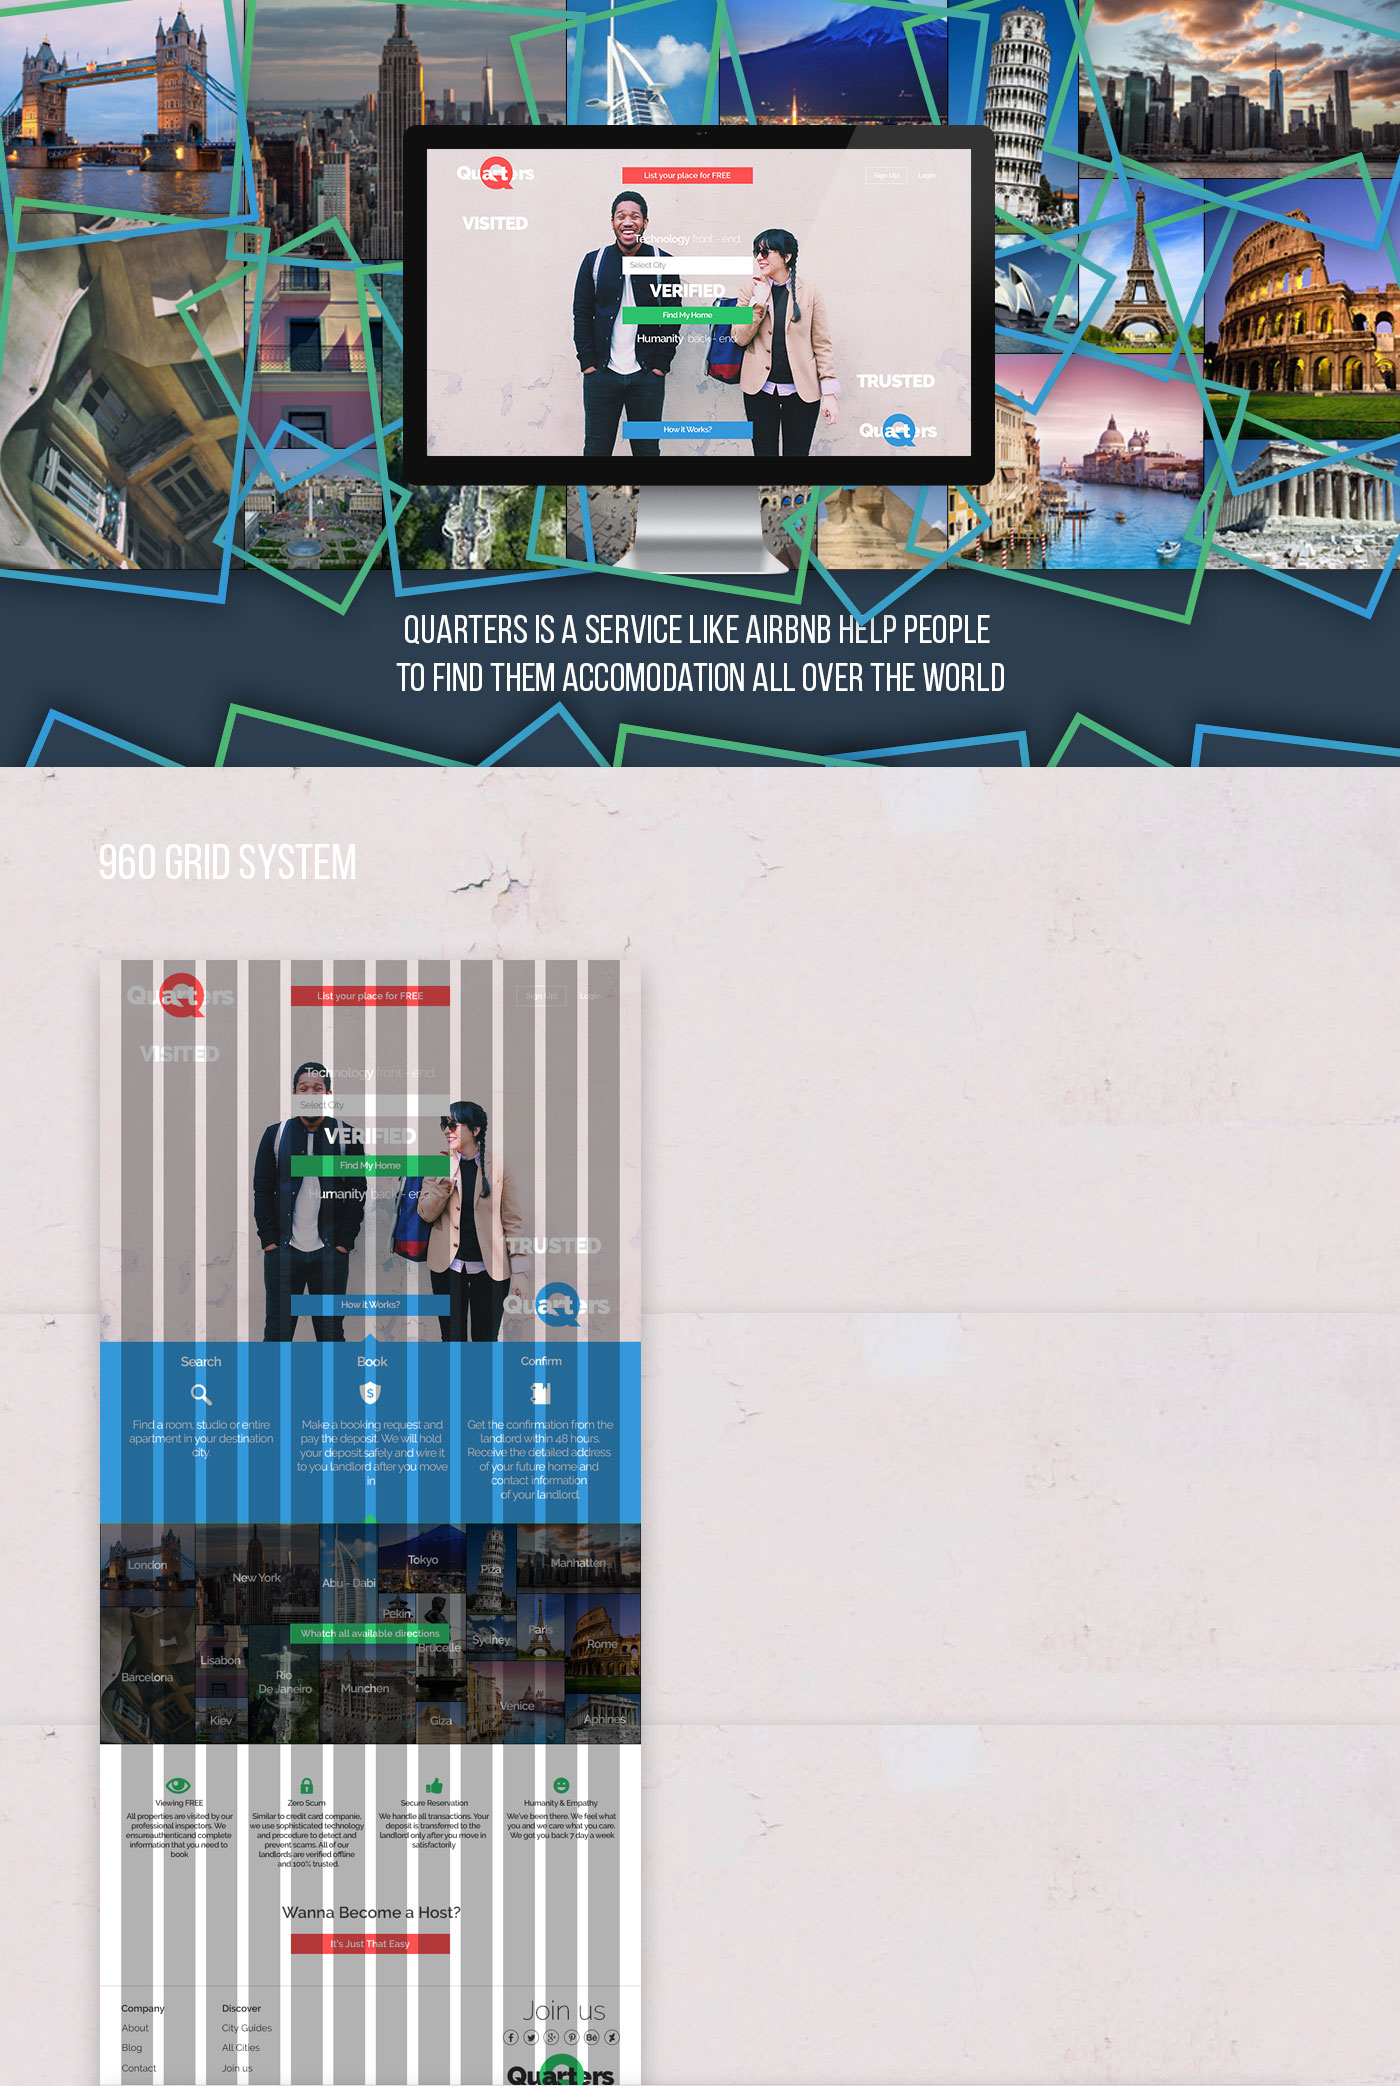 Quarters
List your place for FREE
Sign Up!
Login
VISITED
Technology front - end
Select City
VERIFIED
Find My Home
Humanity back - end
TRUSTED
How it Works?
Quarters
QUARTERS IS A SERVICE LIKE AIRBNB HELP PEOPLE
TO FIND THEM ACCOMODATION ALL OVER THE WORLD
960 GRID SYSTEM
Quarters
List your place for FREE
Sign Up!
Login
VISITED
Technology front - end
Select City
VERIFIED
Find My Home
Humanity back - end
TRUSTED
How it Works?
Quarters
Search
Find a room, studio or entire
apartment in your destination
city.
Book
$
Make a booking request and
pay the deposit. We will hold
your deposit safely and wire it
to you landlord after you move
in
Confirm
Get the confirmation from the
landlord within 48 hours.
Receive the detailed address
of your future home and
contact information
of your landlord.
London
New York
Abu - Dabi
Tokyo
Piza
Manhatten
Pekin
Whatch all available directions
Brucelle
Sydney
Paris
Rome
Barcelona
Lisabon
Rio
De Janeiro
Munchen
Venice
Kiev
Giza
Aphines
Viewing FREE
All properties are visited by our
professional inspectors. We
ensureauthenticand complete
information that you need to
book
Zero Scum
Similar to credit card companie,
we use sophisticated technology
and procedure to detect and
prevent scams. All of our
landlords are verified offline
and 100% trusted.
Secure Reservation
We handle all transactions. Your
deposit is transferred to the
landlord only after you move in
satisfactorily
Humanity & Empathy
We've been there. We feel what
you and we care what you care.
We got you back 7 day a week
Wanna Become a Host?
It's Just That Easy
Company
About
Blog
Contact
Discover
City Guides
All Cities
Join us
Join us
Quarters